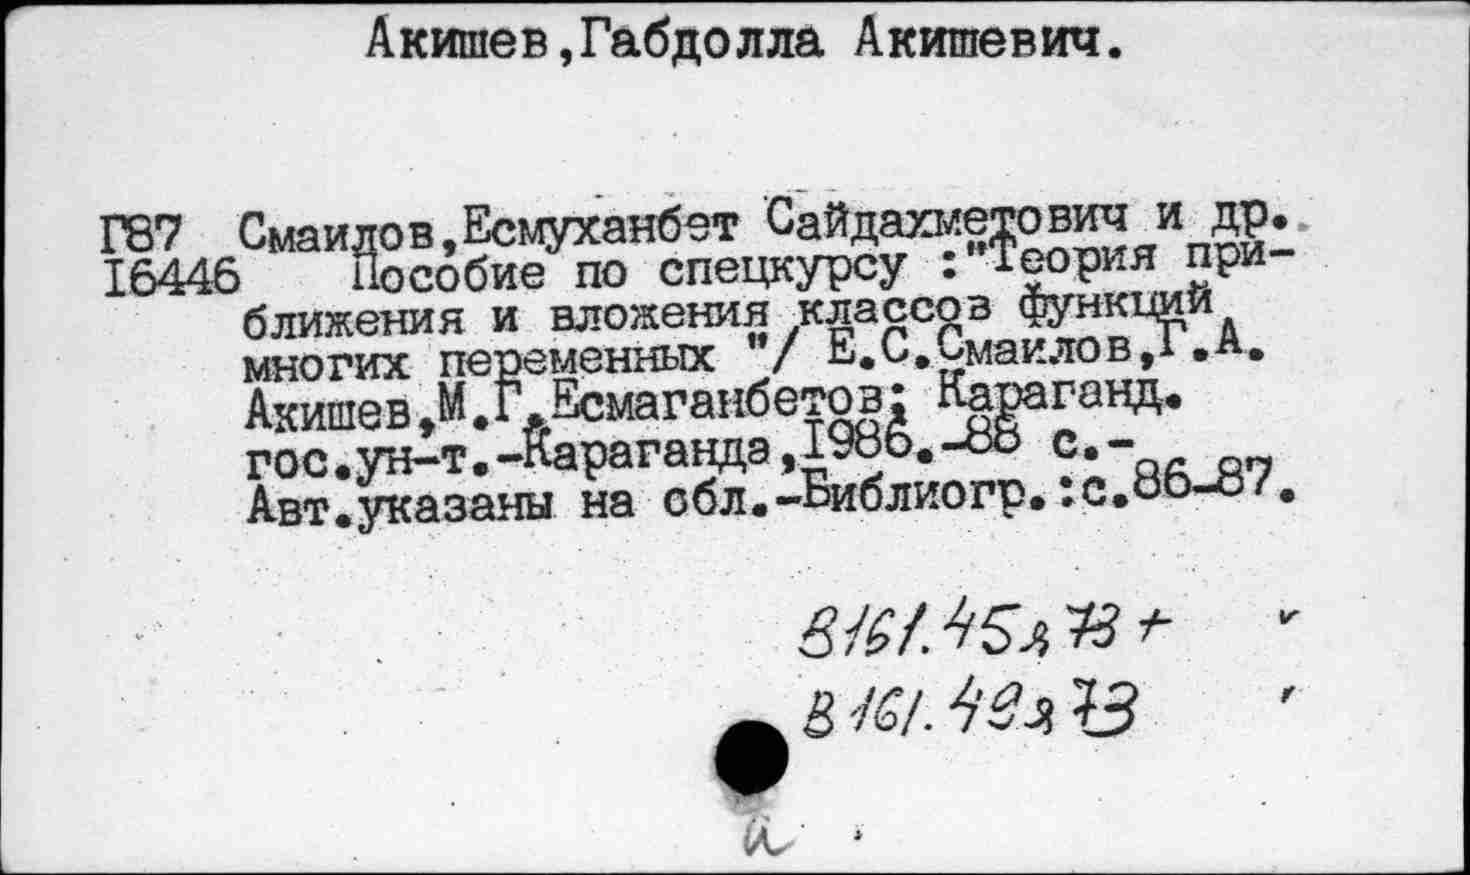 Акишев,Габдолла Акишевич.
Г87 Смаилов,Есмуханбет Сайдахметович и др.
16446 Пособие по спецкурсу :"Теория при-
ближения и вложения классов функций
многих переменных "/ Е.С.Смаилов,Г.А.
Акишев,М.Г.Есмаганбетов; Караганд.
гос.ун-т.-Караганда,1986.-88 с.-
Авт.указаны на обл.-Библиогр.:с.86-87.
В161.45я73 +
В161.49я73